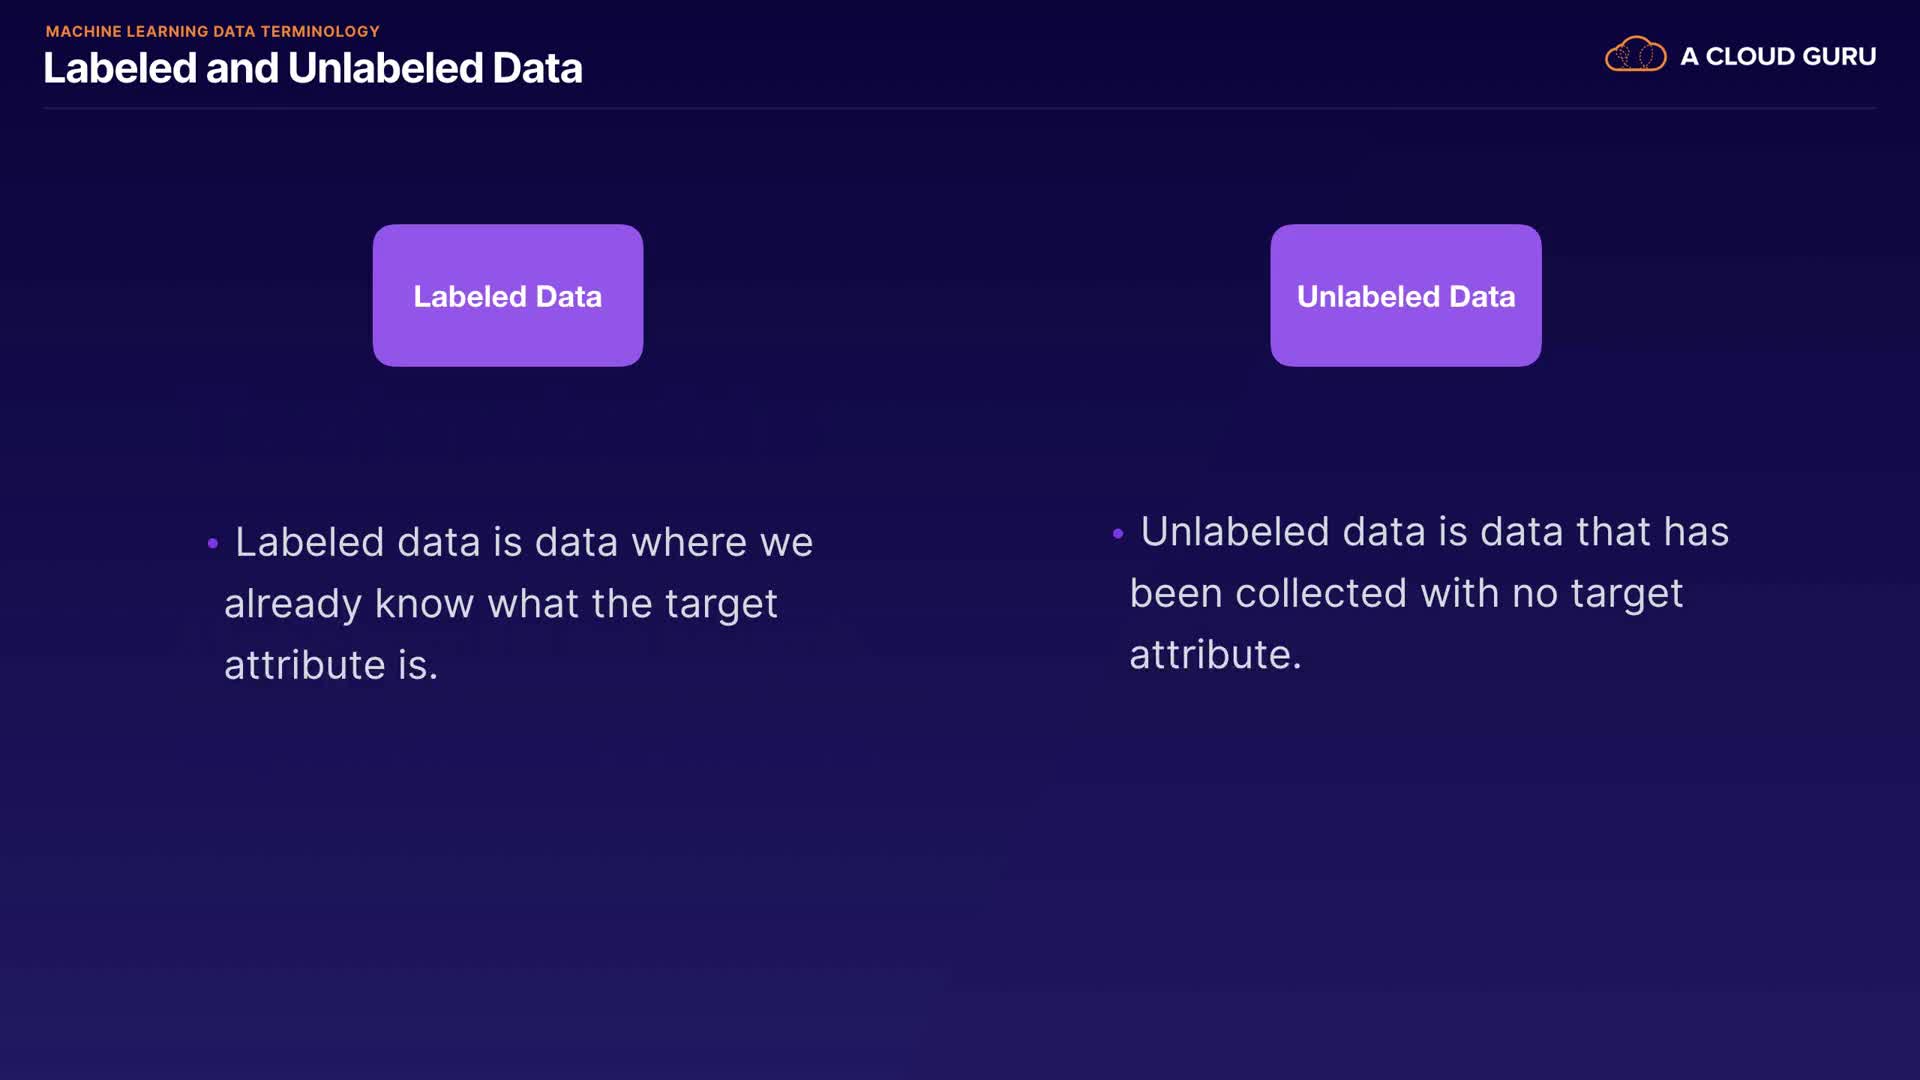 MACHINE LEARNING DATA TERMINOLOGY
Labeled and Unlabeled Data
A CLOUD GURU
Labeled Data
• Labeled data is data where we
already know what the target
attribute is.
Unlabeled Data
• Unlabeled data is data that has
been collected with no target
attribute.